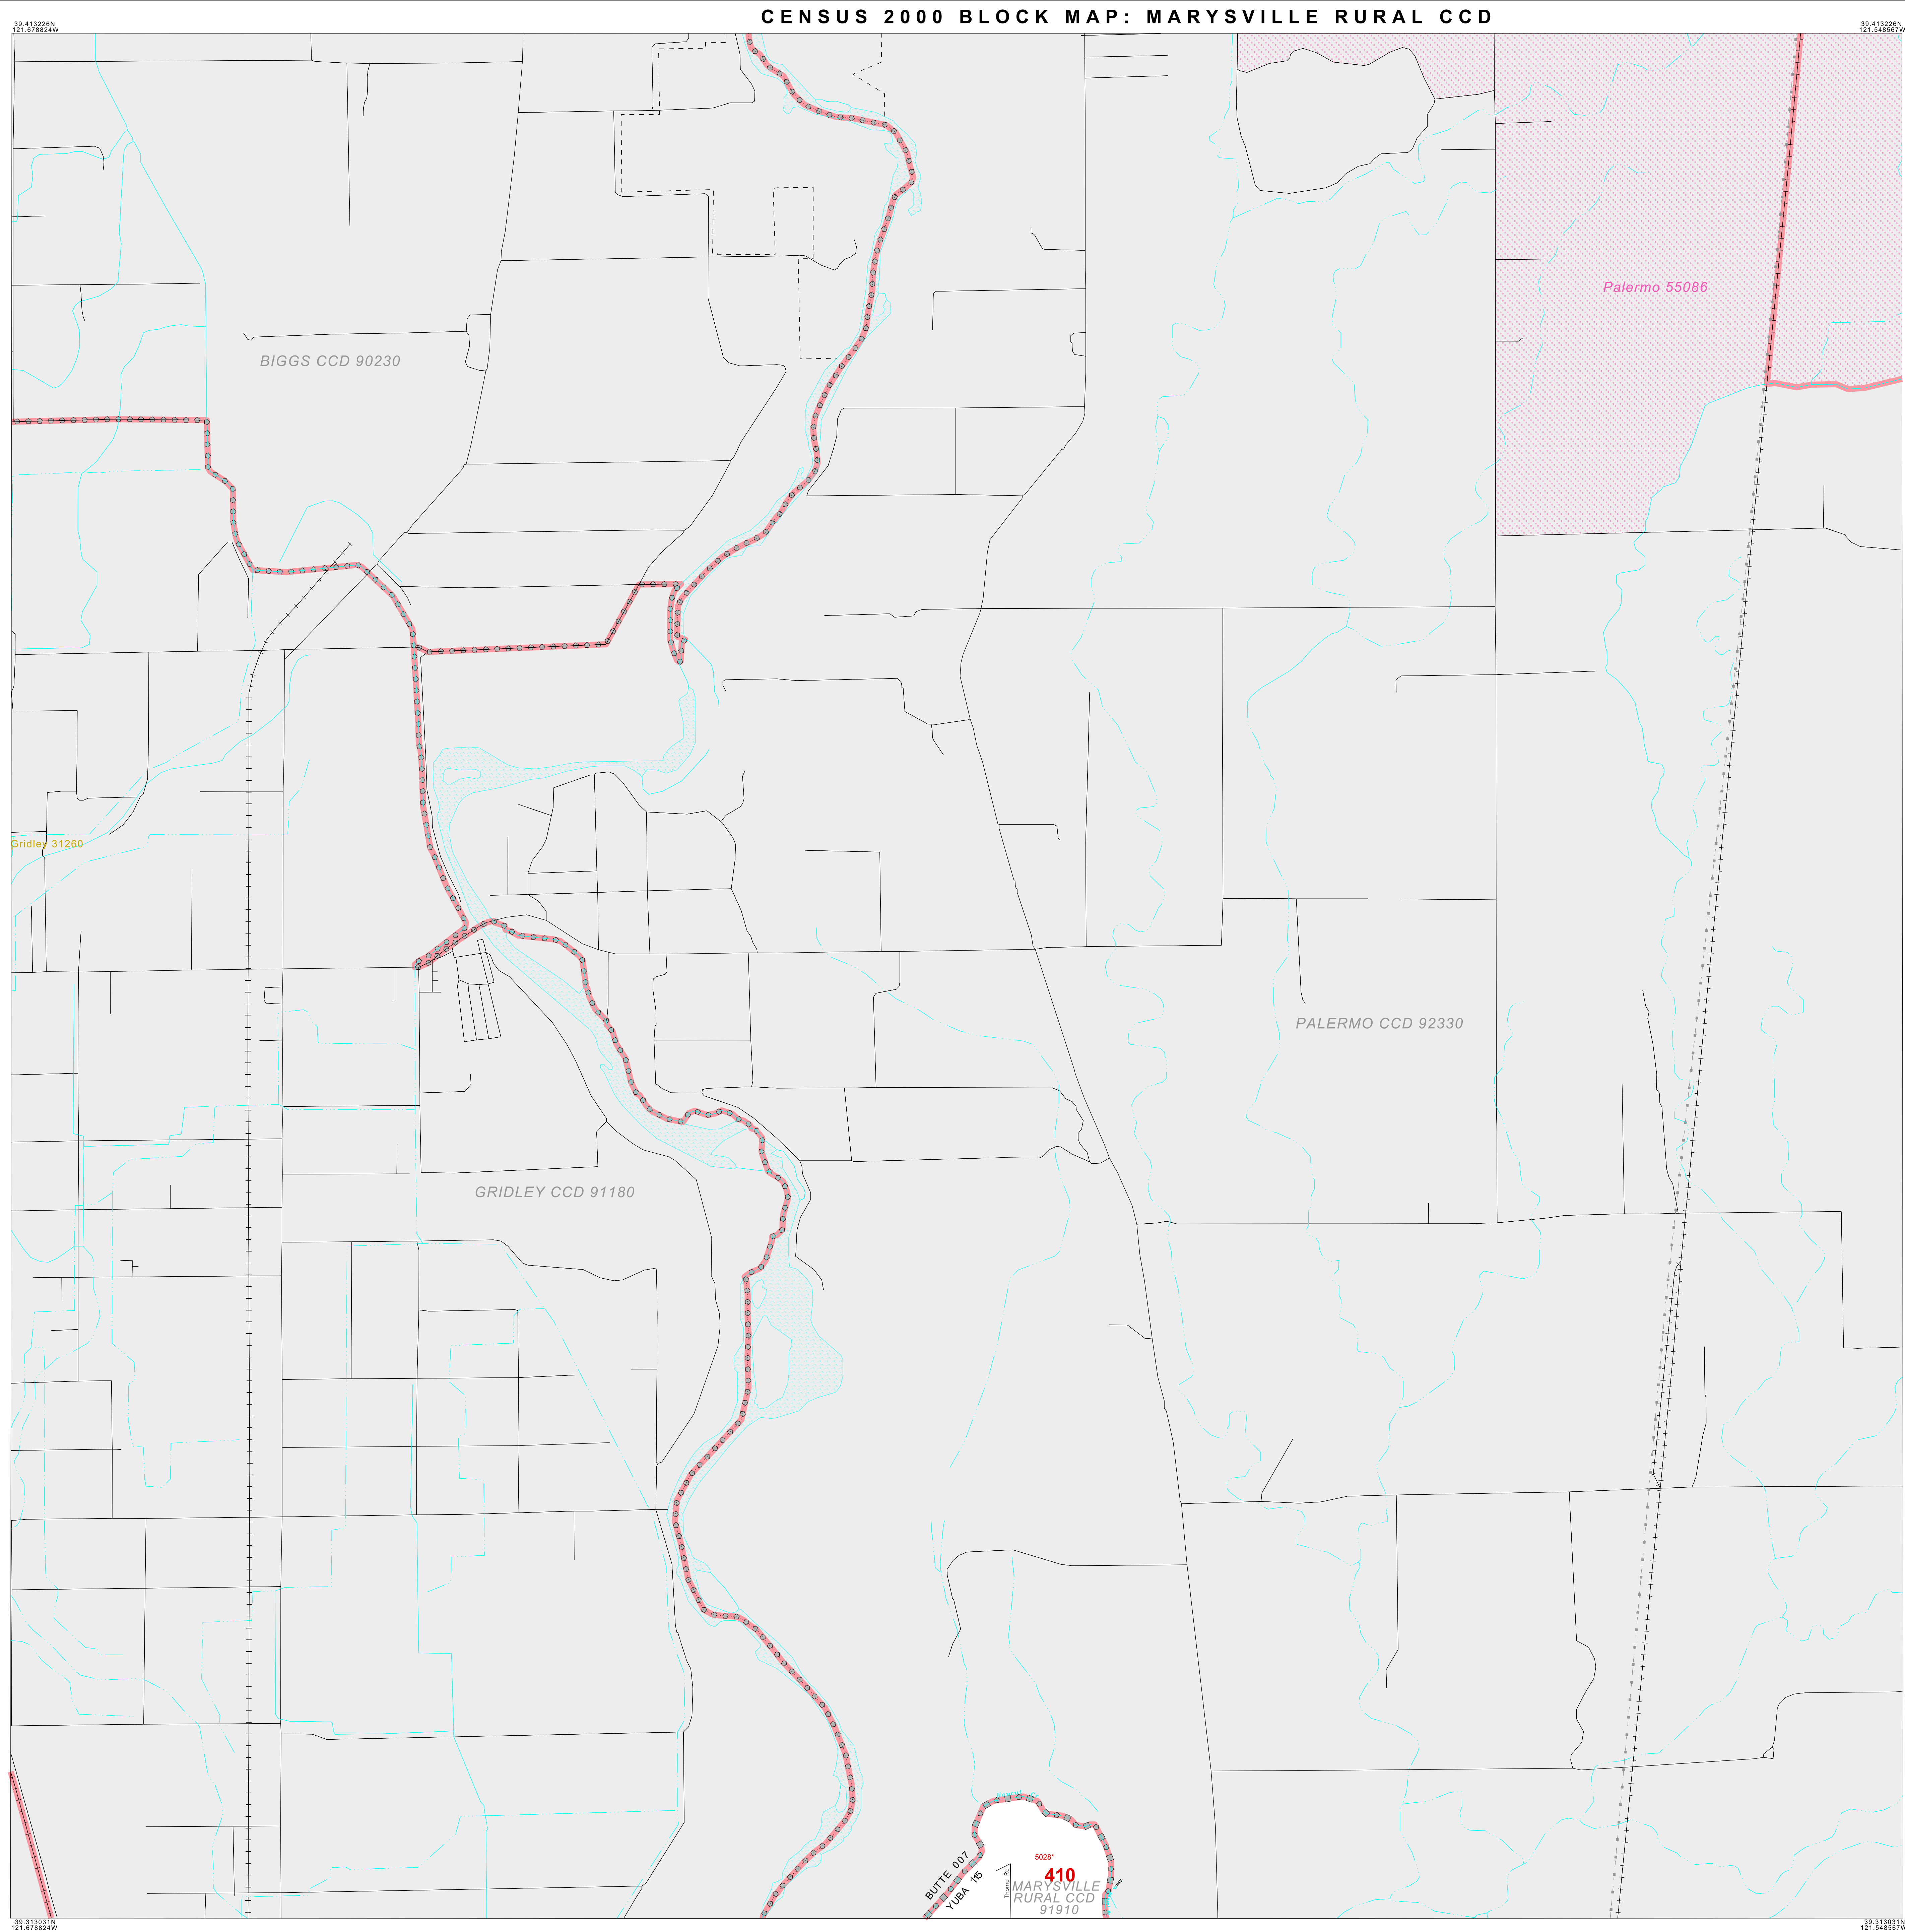 CENSUS 2000 BLOCK MAP: MARYSVILLE RURAL CCD
39.413226N
121.678824W
39.413226N
121.548567W
Palermo 55086
BIGGS CCD 90230
Gridley 31260
PALERMO CCD 92330
GRIDLEY CCD 91180
BUTTE 007
YUBA 115
Thorne Rd
5028*
410
MARYSVILLE
RURAL CCD
91910
39.313031N
121.678824W
39.313031N
121.548567W